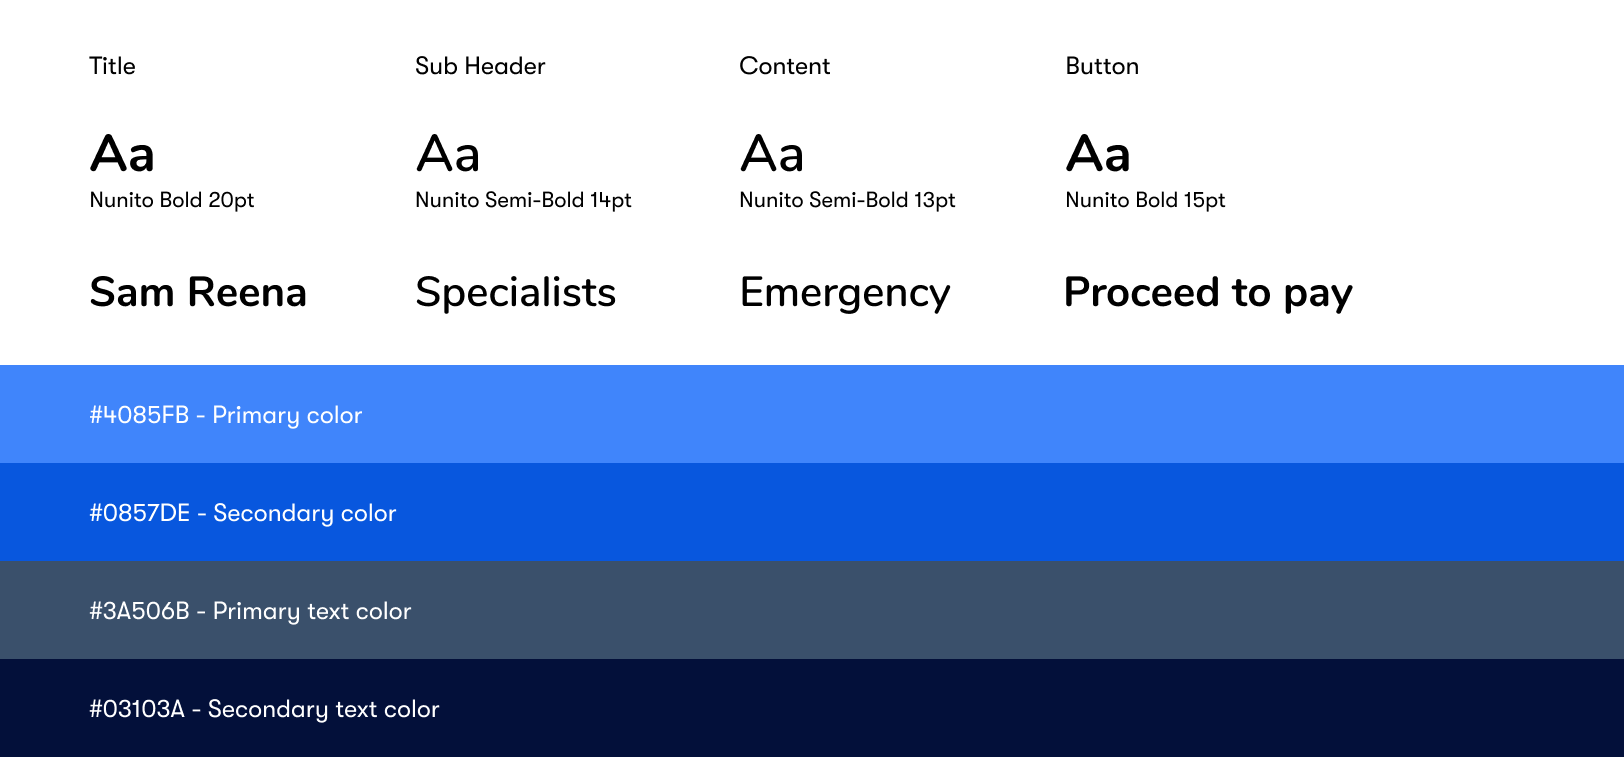 Title
Sub Header
Content
Button
Aa
Aa
Aa
Aa
Nunito Bold 20pt
Nunito Semi-Bold 14pt
Nunito Semi-Bold 13pt
Nunito Bold 15pt
Sam Reena
Specialists
Emergency
Proceed to pay
#4085FB - Primary color
#0857DE - Secondary color
#3A506B - Primary text color
#03103A - Secondary text color